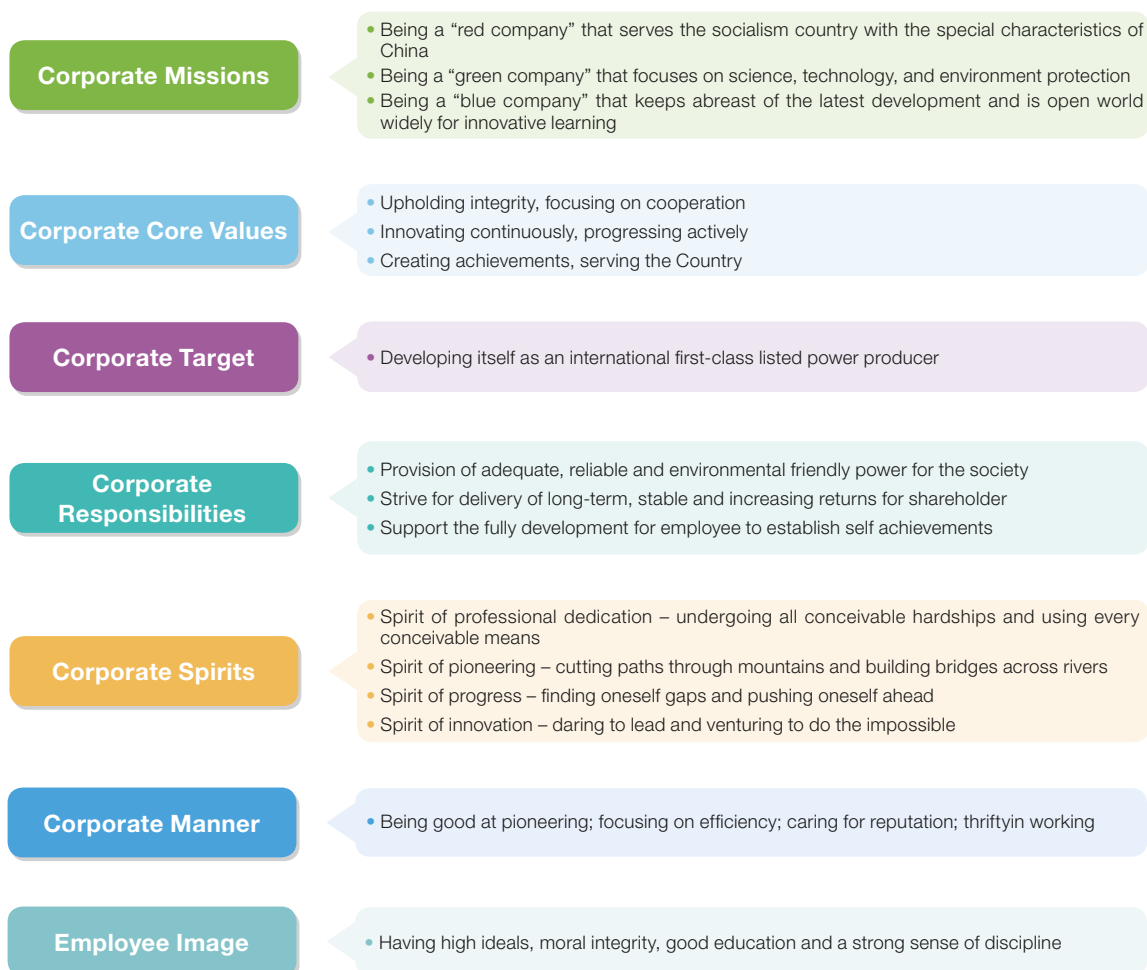 Corporate Missions
• Being a “red company” that serves the socialism country with the special characteristics of
China
• Being a “green company” that focuses on science, technology, and environment protection
• Being a “blue company” that keeps abreast of the latest development and is open world
widely for innovative learning
Corporate Core Values
• Upholding integrity, focusing on cooperation
• Innovating continuously, progressing actively
• Creating achievements, serving the Country
Corporate Target
• Developing itself as an international first-class listed power producer
Corporate
Responsibilities
• Provision of adequate, reliable and environmental friendly power for the society
• Strive for delivery of long-term, stable and increasing returns for shareholder
• Support the fully development for employee to establish self achievements
Corporate Spirits
• Spirit of professional dedication – undergoing all conceivable hardships and using every
conceivable means
• Spirit of pioneering – cutting paths through mountains and building bridges across rivers
• Spirit of progress – finding oneself gaps and pushing oneself ahead
• Spirit of innovation – daring to lead and venturing to do the impossible
Corporate Manner
• Being good at pioneering; focusing on efficiency; caring for reputation; thriftyin working
Employee Image
• Having high ideals, moral integrity, good education and a strong sense of discipline